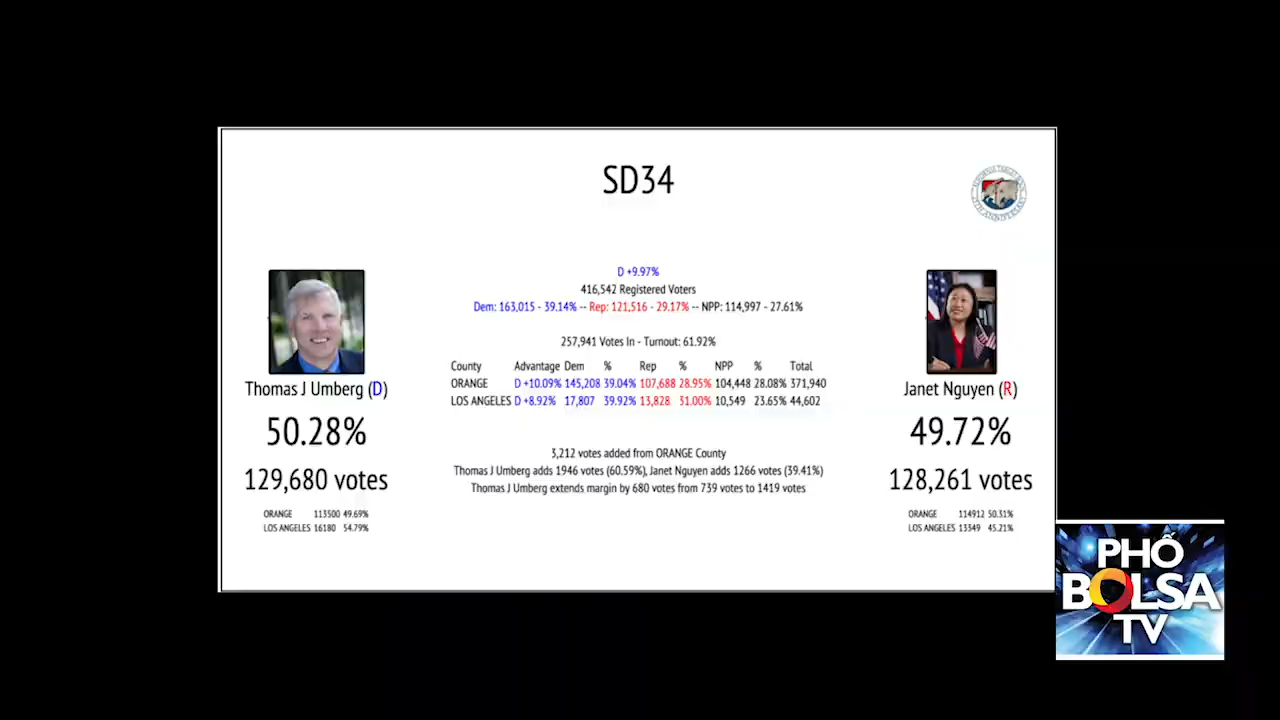 SD34
D +9.97%
416,542 Registered Voters
Dem: 163,015 - 39.14% -- Rep: 121,516 - 29.17% -- NPP: 114,997 - 27.61%
257,941 Votes In - Turnout: 61.92%
County Advantage Dem % Rep % NPP % Total
ORANGE D +10.09% 145,208 39.04% 107,688 28.95% 104,448 28.08% 371,940
LOS ANGELES D +8.92% 17,807 39.92% 13,828 31.00% 10,549 23.65% 44,602
3,212 votes added from ORANGE County
Thomas J Umberg adds 1946 votes (60.59%), Janet Nguyen adds 1266 votes (39.41%)
Thomas J Umberg extends margin by 680 votes from 739 votes to 1419 votes
Thomas J Umberg (D)
50.28%
129,680 votes
ORANGE 113500 49.69%
LOS ANGELES 16180 54.79%
Janet Nguyen (R)
49.72%
128,261 votes
ORANGE 114912 50.31%
LOS ANGELES 13349 45.21%
PHỐ
BOLSA
TV